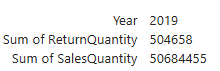 Year 2019
Sum of ReturnQuantity 504658
Sum of SalesQuantity 50684455